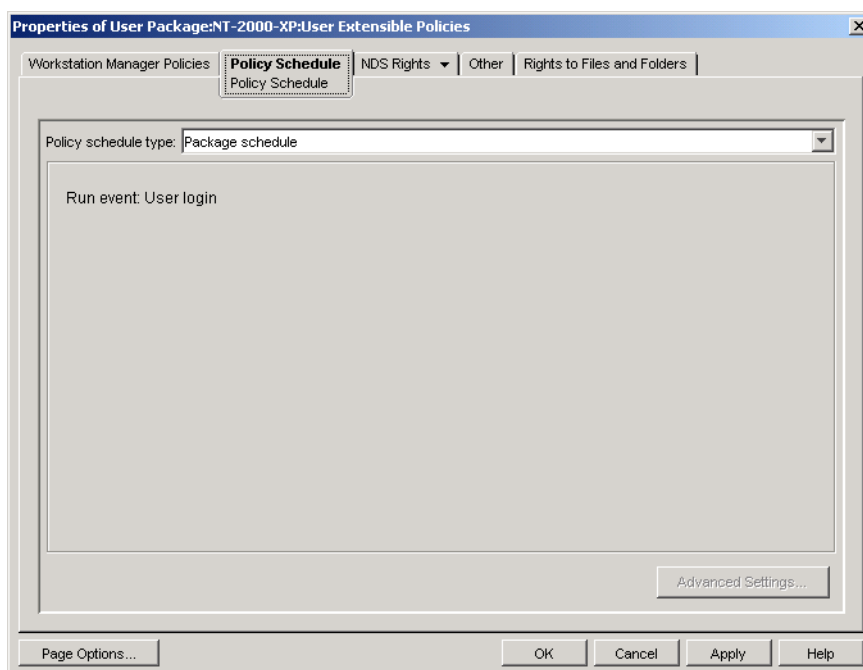 Properties of User Package:NT-2000-XP:User Extensible Policies
Workstation Manager Policies Policy Schedule NDS Rights Other Rights to Files and Folders
Policy Schedule
Policy schedule type: Package schedule
Run event: User login
Advanced Settings...
Page Options... OK Cancel Apply Help